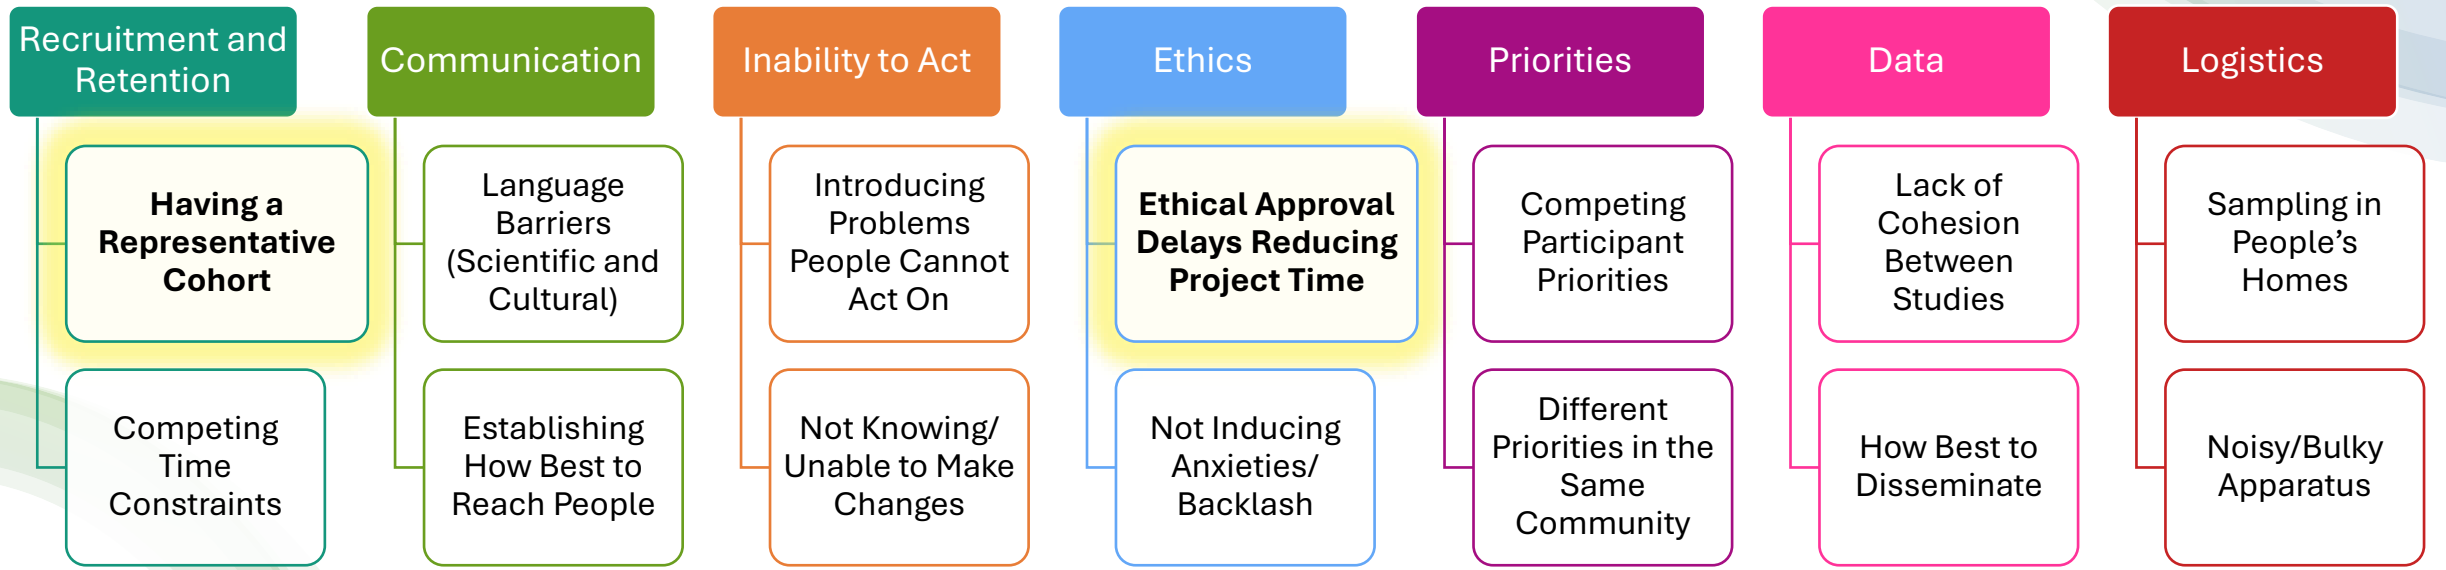 Recruitment and
Retention
Communication
Inability to Act
Ethics
Priorities
Data
Logistics
Having a
Representative
Cohort
Language
Barriers
(Scientific and
Cultural)
Introducing
Problems
People Cannot
Act On
Ethical Approval
Delays Reducing
Project Time
Competing
Participant
Priorities
Lack of
Cohesion
Between
Studies
Sampling in
People’s
Homes
Competing
Time
Constraints
Establishing
How Best to
Reach People
Not Knowing/
Unable to Make
Changes
Not Inducing
Anxieties/
Backlash
Different
Priorities in the
Same
Community
How Best to
Disseminate
Noisy/Bulky
Apparatus